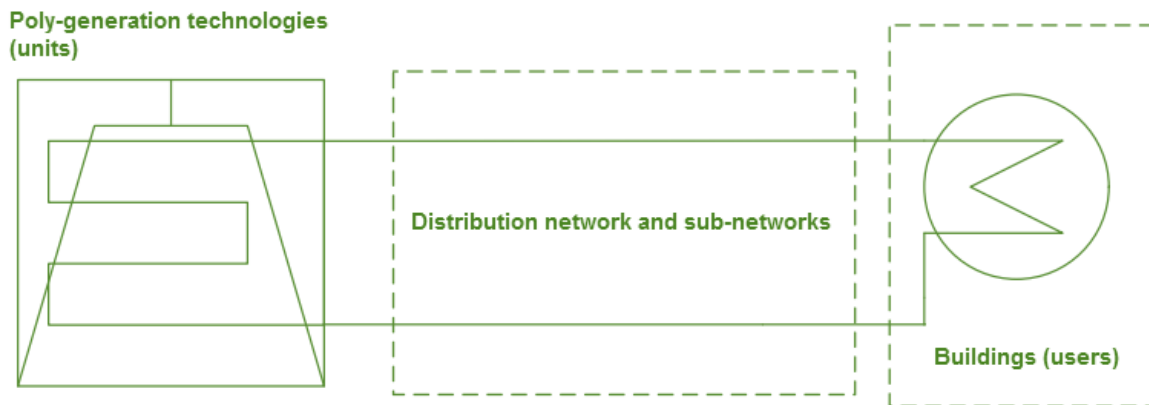 Poly-generation technologies
(units)
Distribution network and sub-networks
Buildings (users)